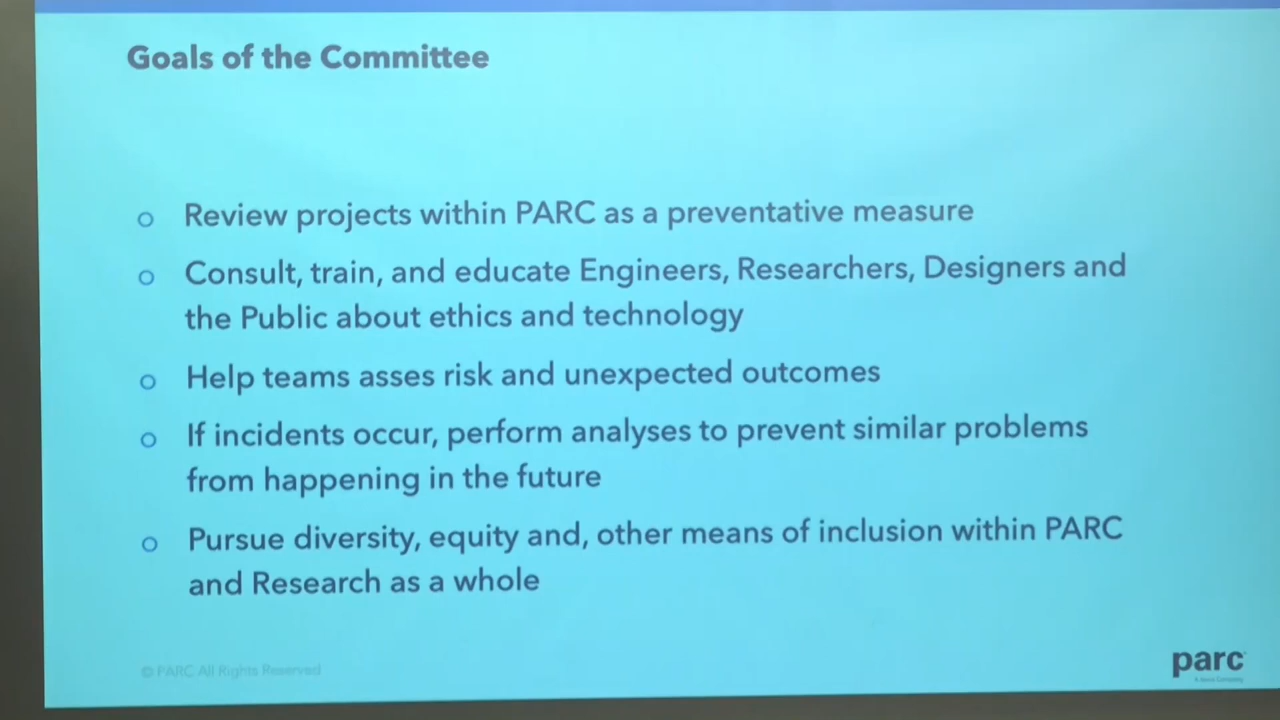 Goals of the Committee
Review projects within PARC as a preventative measure
Consult, train, and educate Engineers, Researchers, Designers and
the Public about ethics and technology
Help teams asses risk and unexpected outcomes
If incidents occur, perform analyses to prevent similar problems
from happening in the future
Pursue diversity, equity and, other means of inclusion within PARC
and Research as a whole
© PARC All Rights Reserved
parc
A Xerox Company